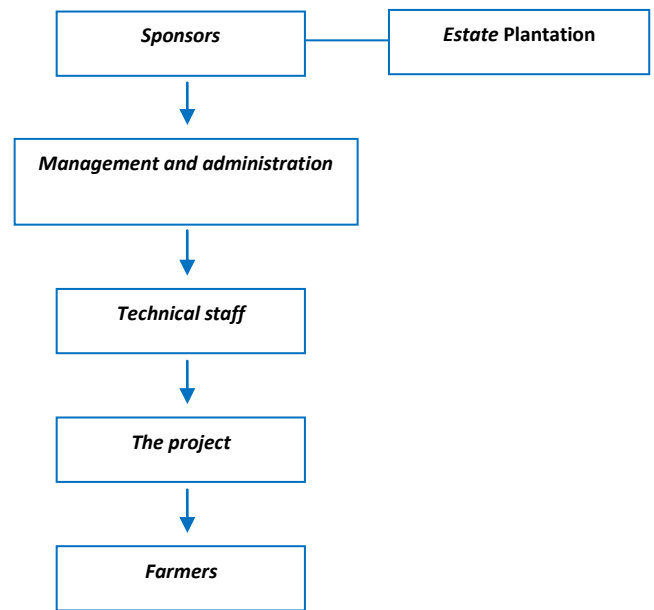 Sponsors
Estate Plantation
Management and administration
Technical staff
The project
Farmers